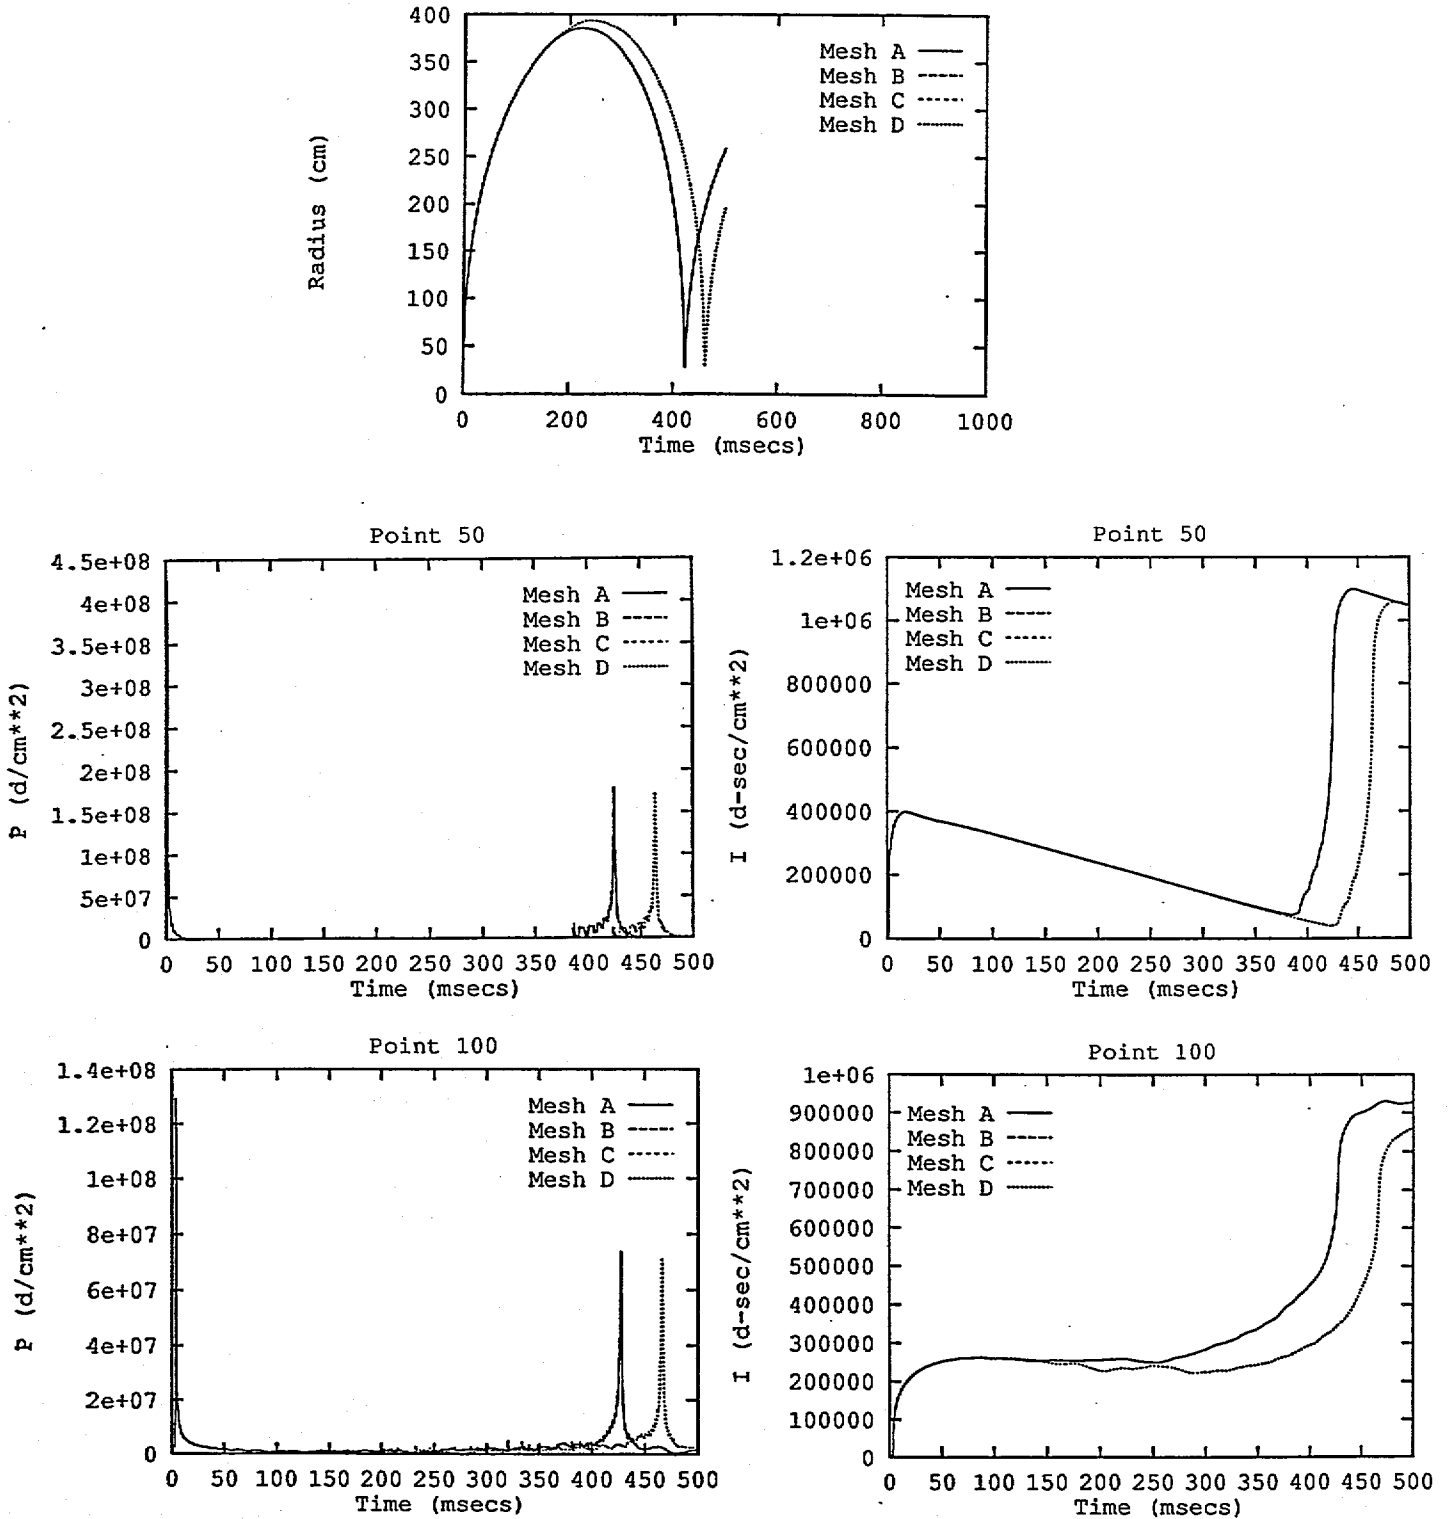 400
350
300
250
200
150
100
50
0
Radius (cm)
Mesh A
Mesh B
Mesh C
Mesh D
0 200 400 600 800 1000
Time (msecs)
Point 50
4.5e+08
4e+08
3.5e+08
3e+08
2.5e+08
2e+08
1.5e+08
1e+08
5e+07
0
P (d/cm**2)
Mesh A
Mesh B
Mesh C
Mesh D
0 50 100 150 200 250 300 350 400 450 500
Time (msecs)
Point 50
1.2e+06
1e+06
800000
600000
400000
200000
0
I (d-sec/cm**2)
Mesh A
Mesh B
Mesh C
Mesh D
0 50 100 150 200 250 300 350 400 450 500
Time (msecs)
Point 100
1.4e+08
1.2e+08
1e+08
8e+07
6e+07
4e+07
2e+07
0
P (d/cm**2)
Mesh A
Mesh B
Mesh C
Mesh D
0 50 100 150 200 250 300 350 400 450 500
Time (msecs)
Point 100
1e+06
900000
800000
700000
600000
500000
400000
300000
200000
100000
0
I (d-sec/cm**2)
Mesh A
Mesh B
Mesh C
Mesh D
0 50 100 150 200 250 300 350 400 450 500
Time (msecs)